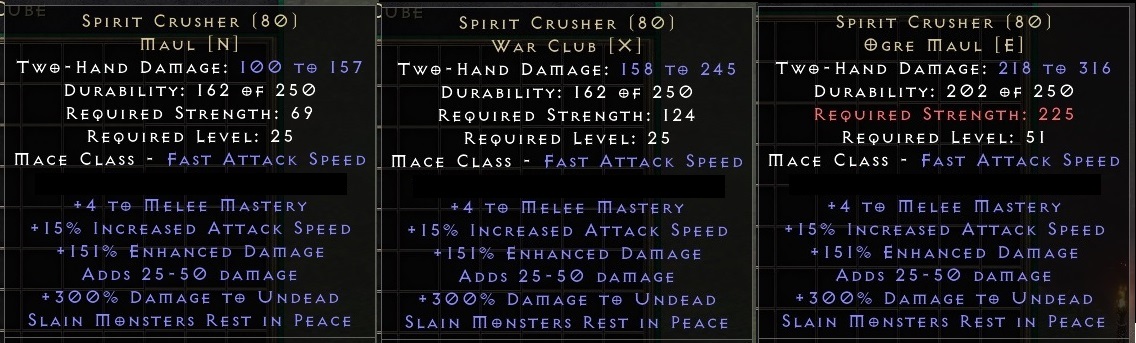 CUBE
Spirit Crusher (80)
Maul [N]
Two-Hand Damage: 100 to 157
Durability: 162 of 250
Required Strength: 69
Required Level: 25
Mace Class - Fast Attack Speed
+4 to Melee Mastery
+15% Increased Attack Speed
+151% Enhanced Damage
Adds 25-50 damage
+300% Damage to Undead
Slain Monsters Rest in Peace
Spirit Crusher (80)
War Club [X]
Two-Hand Damage: 158 to 245
Durability: 162 of 250
Required Strength: 124
Required Level: 25
Mace Class - Fast Attack Speed
+4 to Melee Mastery
+15% Increased Attack Speed
+151% Enhanced Damage
Adds 25-50 damage
+300% Damage to Undead
Slain Monsters Rest in Peace
Spirit Crusher (80)
Ogre Maul [E]
Two-Hand Damage: 218 to 316
Durability: 202 of 250
Required Strength: 225
Required Level: 51
Mace Class - Fast Attack Speed
+4 to Melee Mastery
+15% Increased Attack Speed
+151% Enhanced Damage
Adds 25-50 damage
+300% Damage to Undead
Slain Monsters Rest in Peace